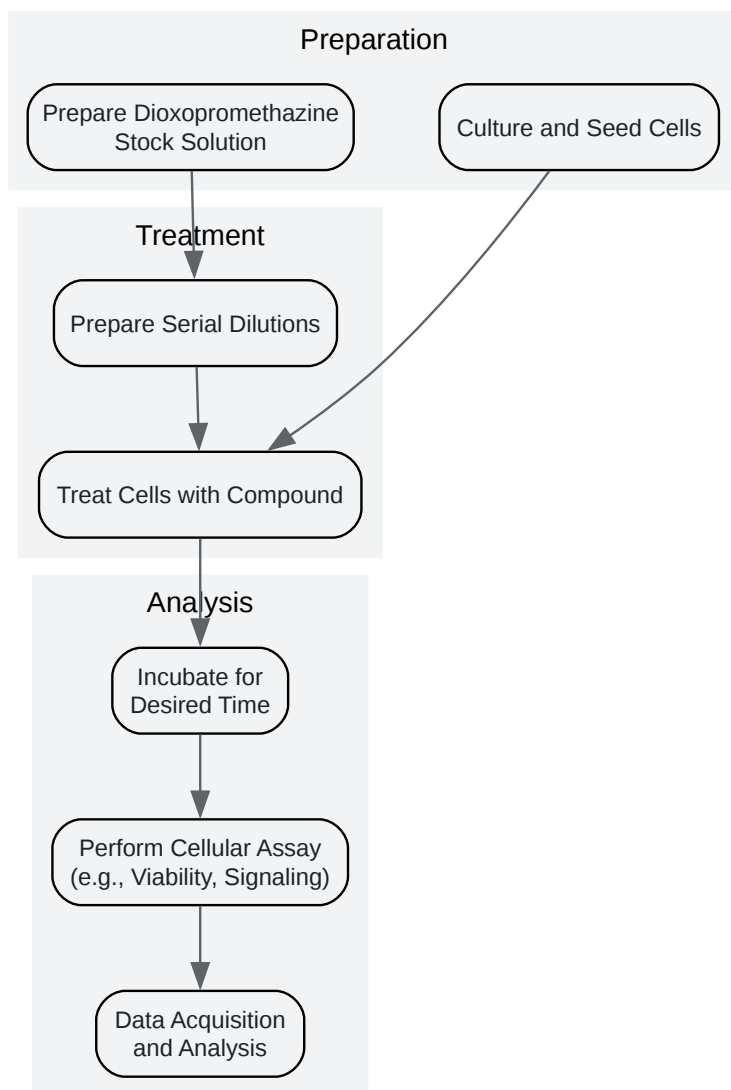 Preparation
Prepare Dioxopromethazine
Stock Solution
Culture and Seed Cells
Treatment
Prepare Serial Dilutions
Treat Cells with Compound
Analysis
Incubate for
Desired Time
Perform Cellular Assay
(e.g., Viability, Signaling)
Data Acquisition
and Analysis